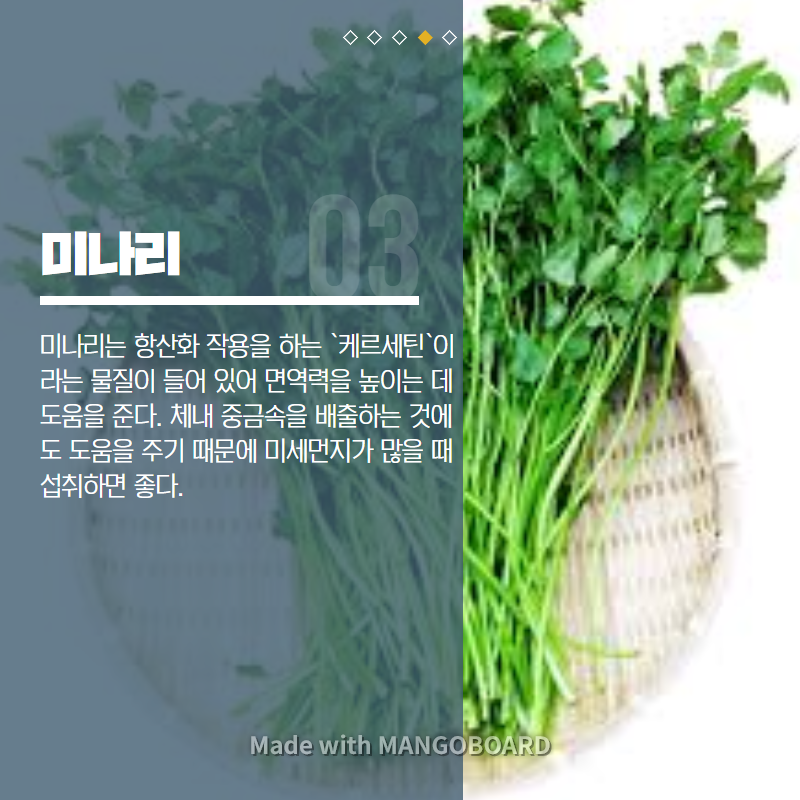 03
미나리
미나리는 항산화 작용을 하는 `케르세틴`이
라는 물질이 들어 있어 면역력을 높이는 데
도움을 준다. 체내 중금속을 배출하는 것에
도 도움을 주기 때문에 미세먼지가 많을 때
섭취하면 좋다.
Made with MANGOBOARD